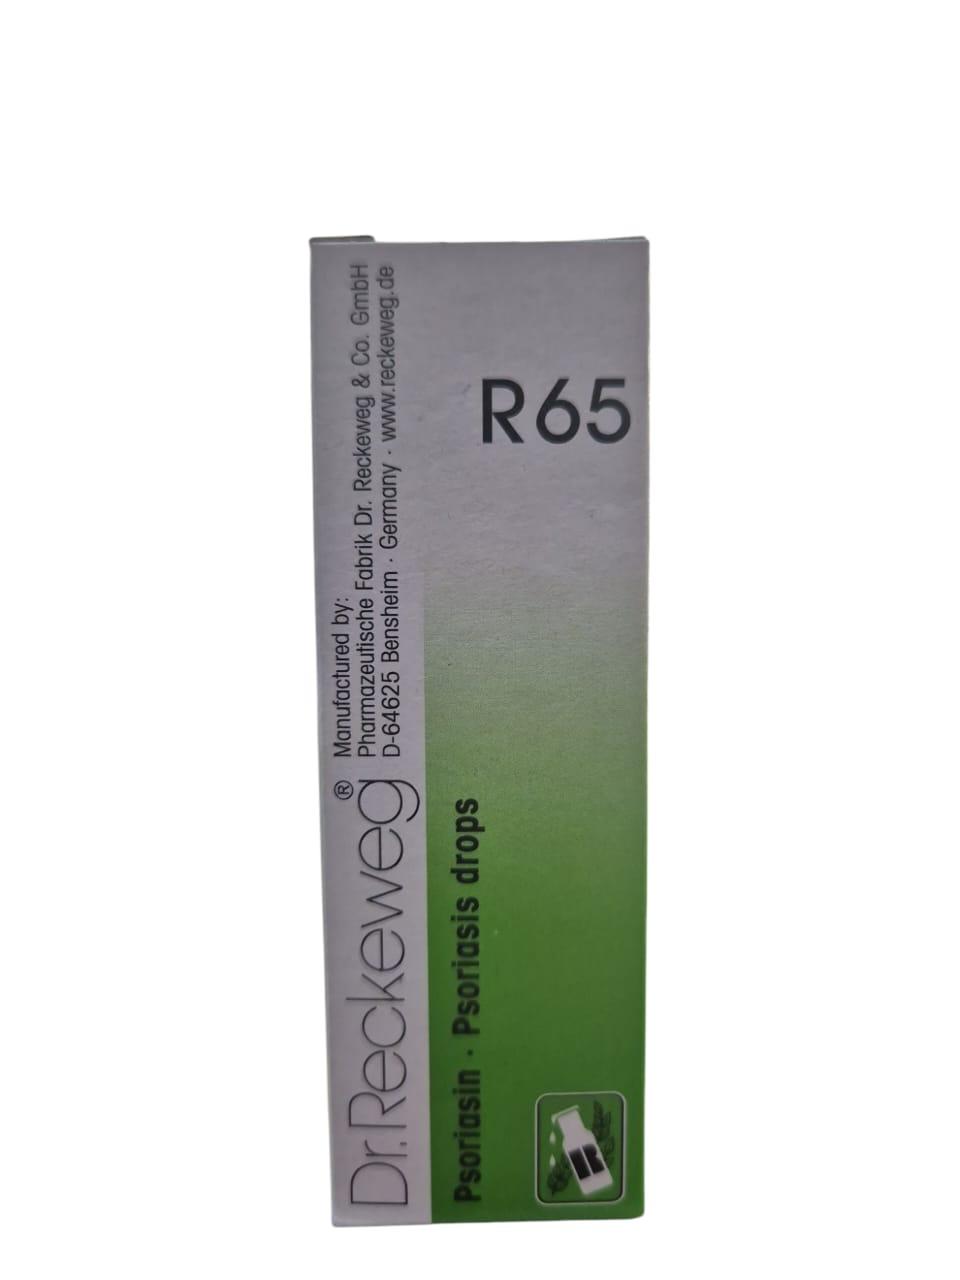 Dr.Reckeweg®
Manufactured by:
Pharmazeutische Fabrik Dr. Reckeweg & Co. GmbH
D-64625 Bensheim · Germany · www.reckeweg.de
R65
Psoriasin · Psoriasis drops
R